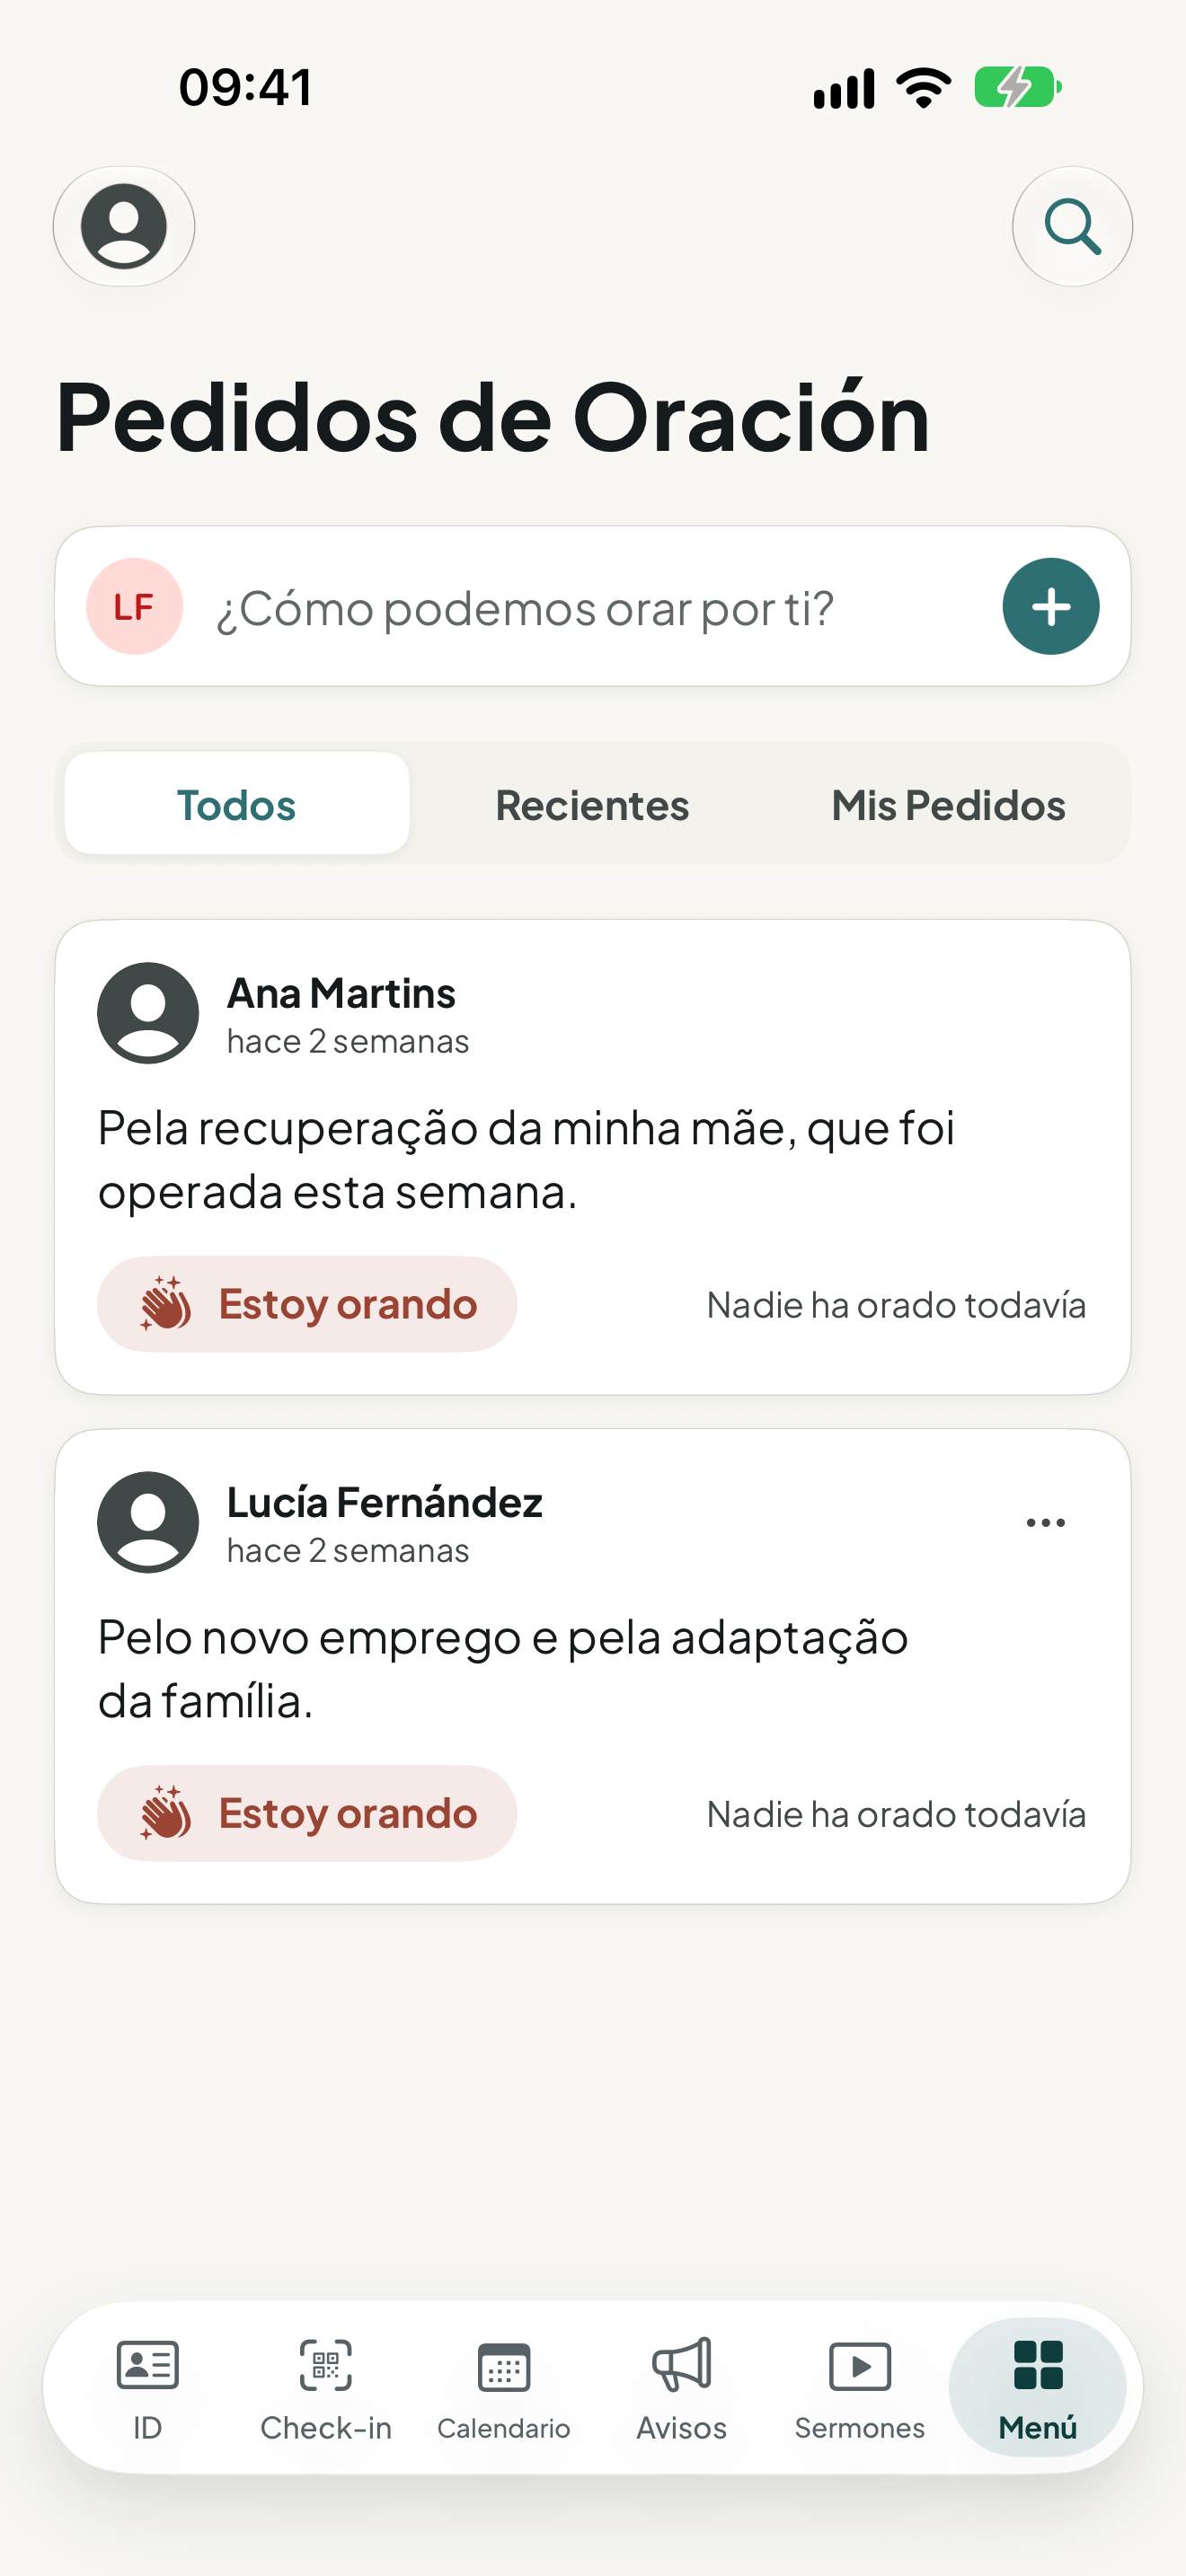 09:41
Pedidos de Oración
LF
¿Cómo podemos orar por ti?
Todos
Recientes
Mis Pedidos
Ana Martins
hace 2 semanas
Pela recuperação da minha mãe, que foi
operada esta semana.
Estoy orando
Nadie ha orado todavía
Lucía Fernández
hace 2 semanas
Pelo novo emprego e pela adaptação
da família.
Estoy orando
Nadie ha orado todavía
ID
Check-in
Calendario
Avisos
Sermones
Menú